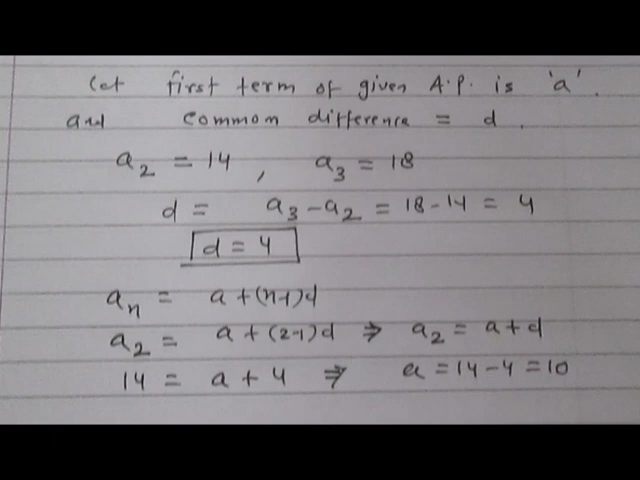 Let first term of given A.P. is 'a'.
and common difference = d.
a₂ = 14 , a₃ = 18
d = a₃-a₂ = 18-14 = 4
d = 4
aₙ = a+(n-1)d
a₂ = a+(2-1)d ⇒ a₂ = a+d
14 = a+4 ⇒ a = 14-4 = 10